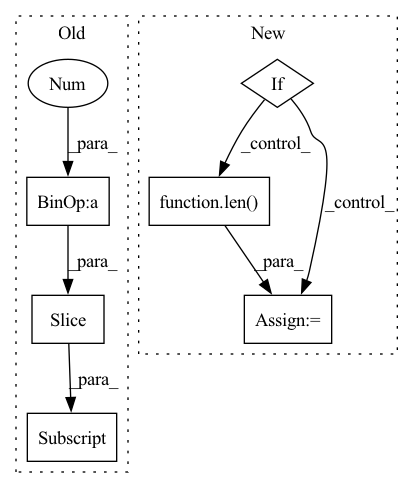 Old
New
Num
If
_para_
_control_
BinOp:a
function.len()
_control_
_para_
_para_
Slice
Assign:=
_para_
Subscript